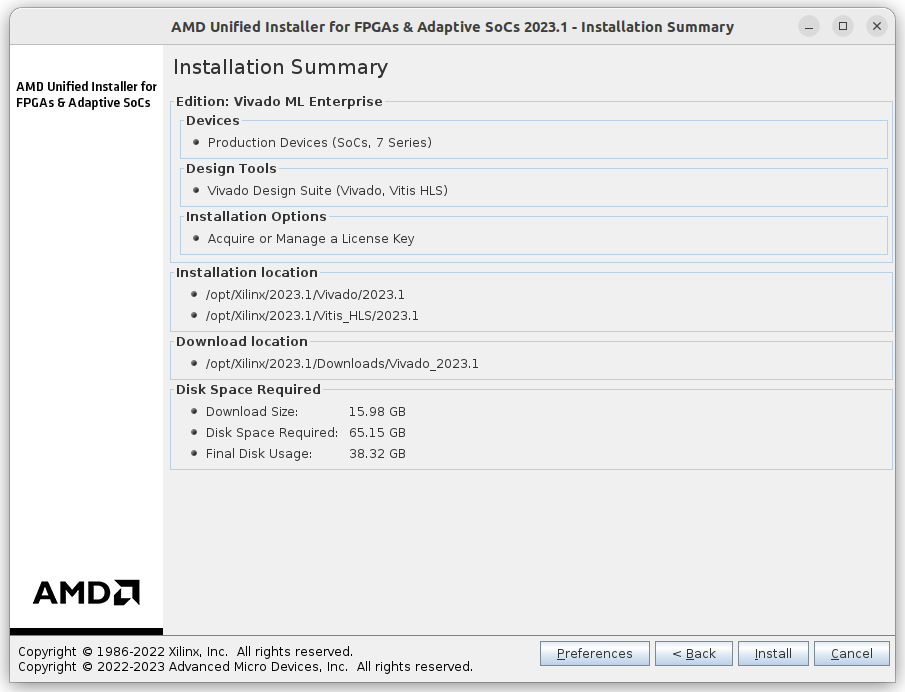 AMD Unified Installer for FPGAs & Adaptive SoCs 2023.1 - Installation Summary
AMD Unified Installer for
FPGAs & Adaptive SoCs
AMD
Installation Summary
Edition: Vivado ML Enterprise
Devices
Production Devices (SoCs, 7 Series)
Design Tools
Vivado Design Suite (Vivado, Vitis HLS)
Installation Options
Acquire or Manage a License Key
Installation location
/opt/Xilinx/2023.1/Vivado/2023.1
/opt/Xilinx/2023.1/Vitis_HLS/2023.1
Download location
/opt/Xilinx/2023.1/Downloads/Vivado_2023.1
Disk Space Required
Download Size: 15.98 GB
Disk Space Required: 65.15 GB
Final Disk Usage: 38.32 GB
Copyright © 1986-2022 Xilinx, Inc. All rights reserved.
Copyright © 2022-2023 Advanced Micro Devices, Inc. All rights reserved.
Preferences < Back Install Cancel